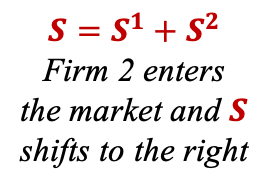 S = S¹ + S²
Firm 2 enters
the market and S
shifts to the right